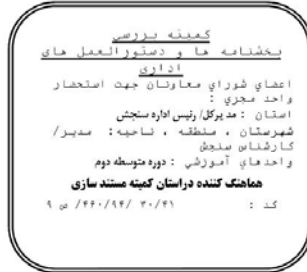 کمیته بررسی
بخشنامه ها و دستورالعمل های
اداری
اعضای شورای معاونان جهت استحضار
واحد مجری :
استان : مدیرکل/ رئیس اداره سنجش
شهرستان ، منطقه ، ناحیه: مدیر/
کارشناس سنجش
واحدهای آموزشی : دوره متوسطه دوم
هماهنگ کننده دراستان کمیته مستند سازی
کد : ۳۰/۴۱ /۴۶۰/۹۴/ ص ۹